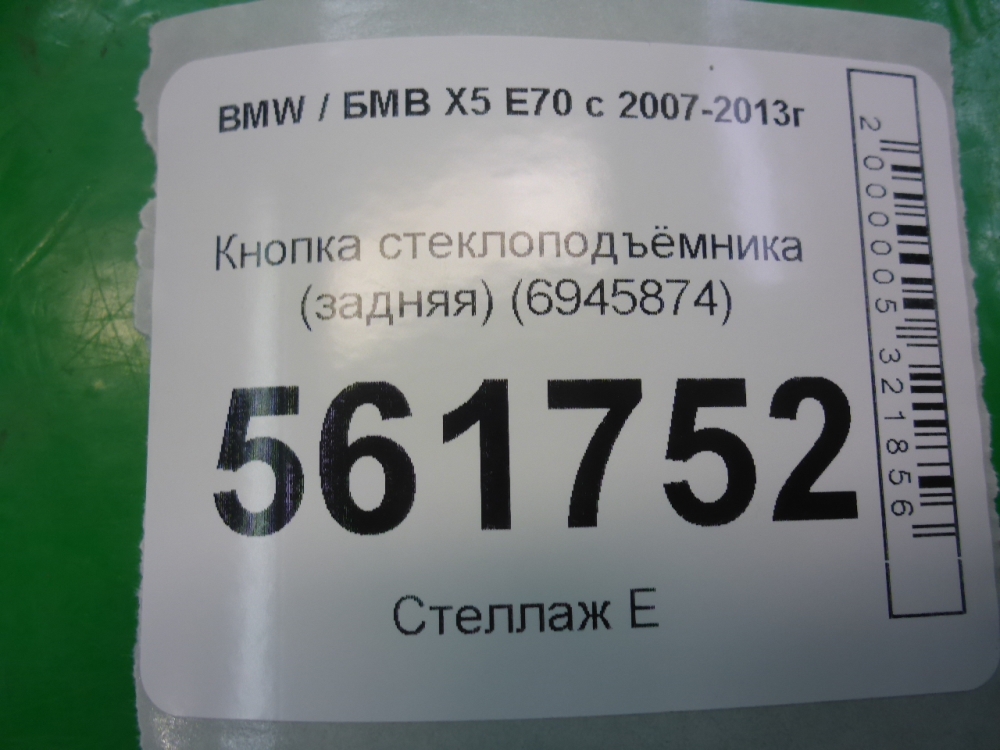 BMW / БМВ X5 E70 с 2007-2013г
Кнопка стеклоподъёмника
(задняя) (6945874)
561752
Стеллаж Е
2000005321856